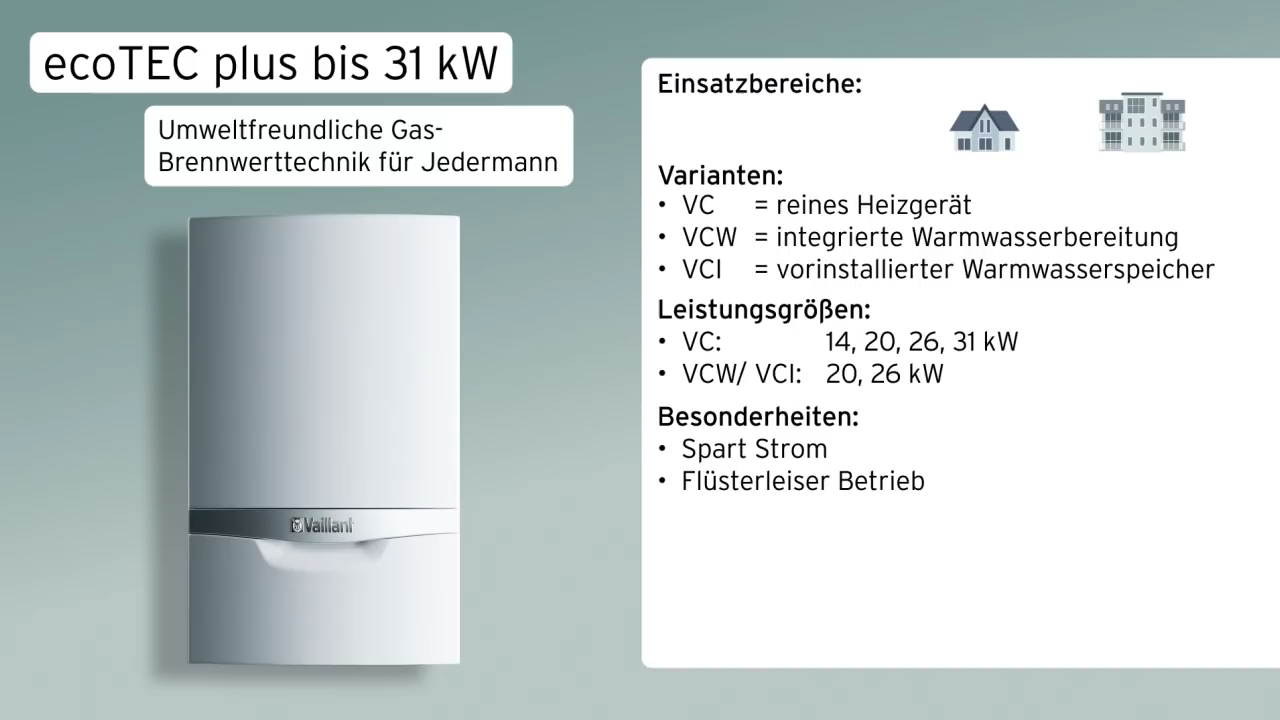 ecoTEC plus bis 31 kW
Umweltfreundliche Gas-
Brennwerttechnik für Jedermann
Vaillant
Einsatzbereiche:
Varianten:
• VC = reines Heizgerät
• VCW = integrierte Warmwasserbereitung
• VCI = vorinstallierter Warmwasserspeicher
Leistungsgrößen:
• VC: 14, 20, 26, 31 kW
• VCW/ VCI: 20, 26 kW
Besonderheiten:
• Spart Strom
• Flüsterleiser Betrieb